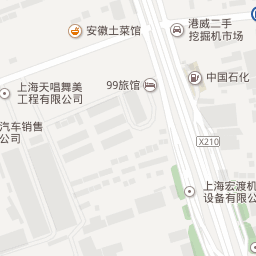 安徽土菜馆
港威二手
挖掘机市场
99旅馆
中国石化
上海天唱舞美
工程有限公司
汽车销售
公司
X210
上海宏渡机
设备有限公